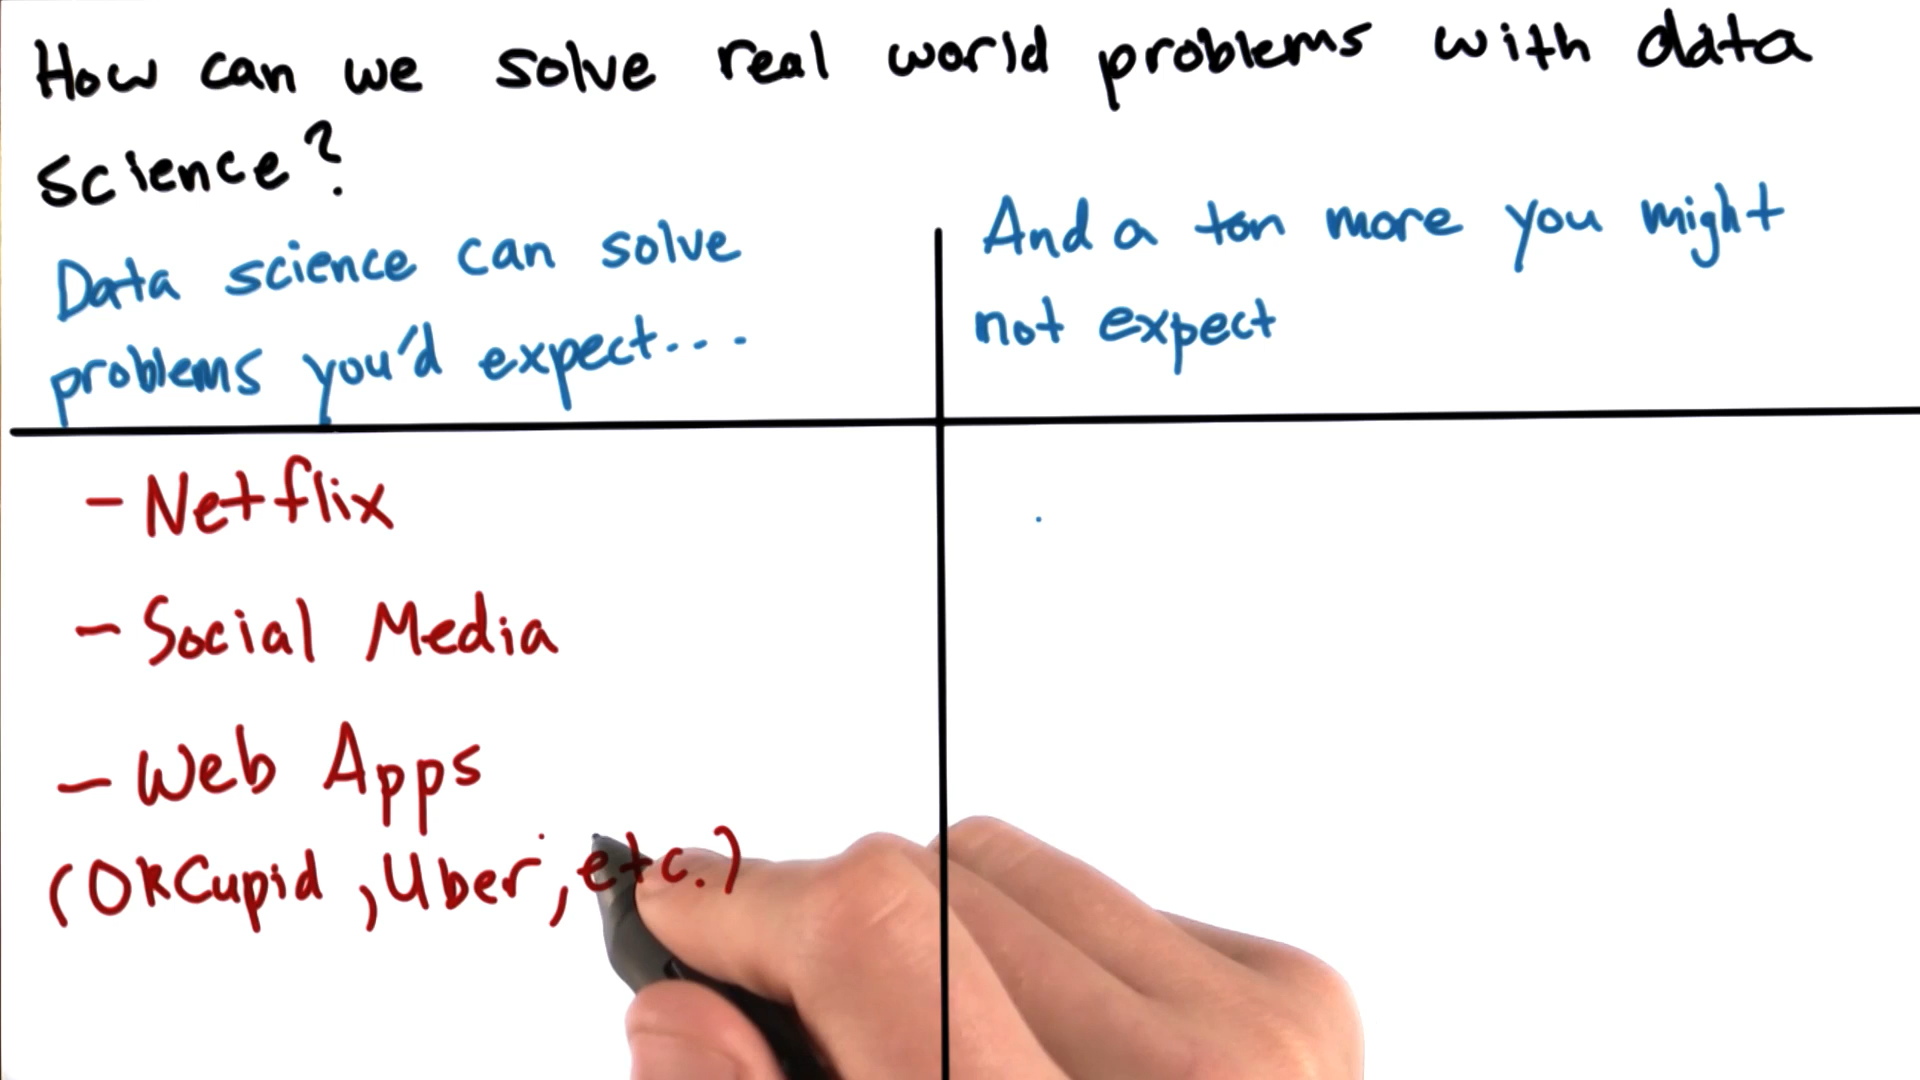 How can we solve real world problems with data
science?
Data science can solve
problems you'd expect...
And a ton more you might
not expect
- Netflix
- Social Media
- Web Apps
(OkCupid, Uber, etc.)